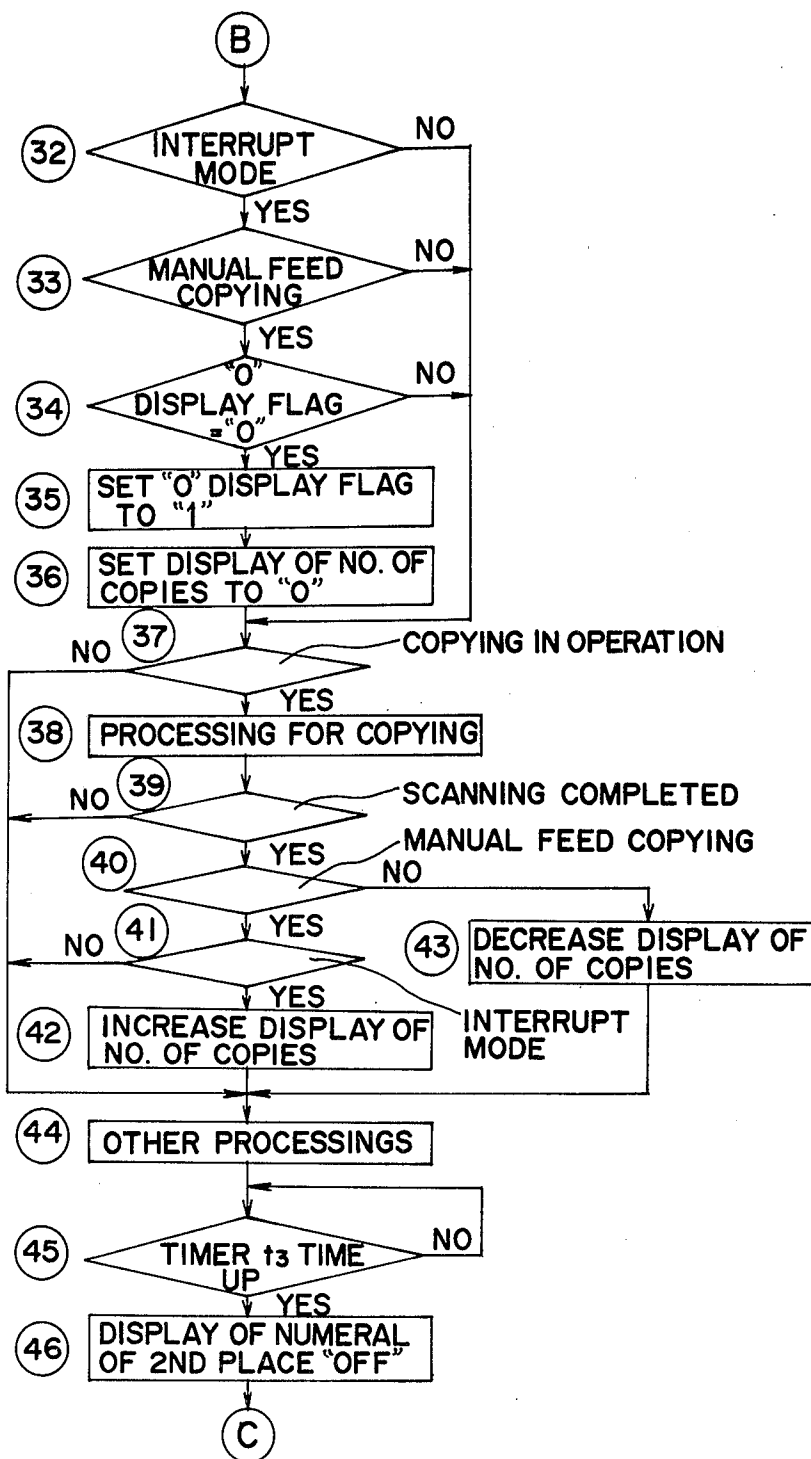 B
32
INTERRUPT
MODE
NO
YES
33
MANUAL FEED
COPYING
NO
YES
34
"O"
DISPLAY FLAG
="O"
NO
YES
35
SET "O" DISPLAY FLAG
TO "1"
36
SET DISPLAY OF NO. OF
COPIES TO "O"
37
NO
COPYING IN OPERATION
YES
38
PROCESSING FOR COPYING
39
NO
SCANNING COMPLETED
YES
40
MANUAL FEED COPYING
NO
YES
41
NO
43
DECREASE DISPLAY OF
NO. OF COPIES
YES
INTERRUPT
MODE
42
INCREASE DISPLAY OF
NO. OF COPIES
44
OTHER PROCESSINGS
45
TIMER t3 TIME
UP
NO
YES
46
DISPLAY OF NUMERAL
OF 2ND PLACE "OFF"
C